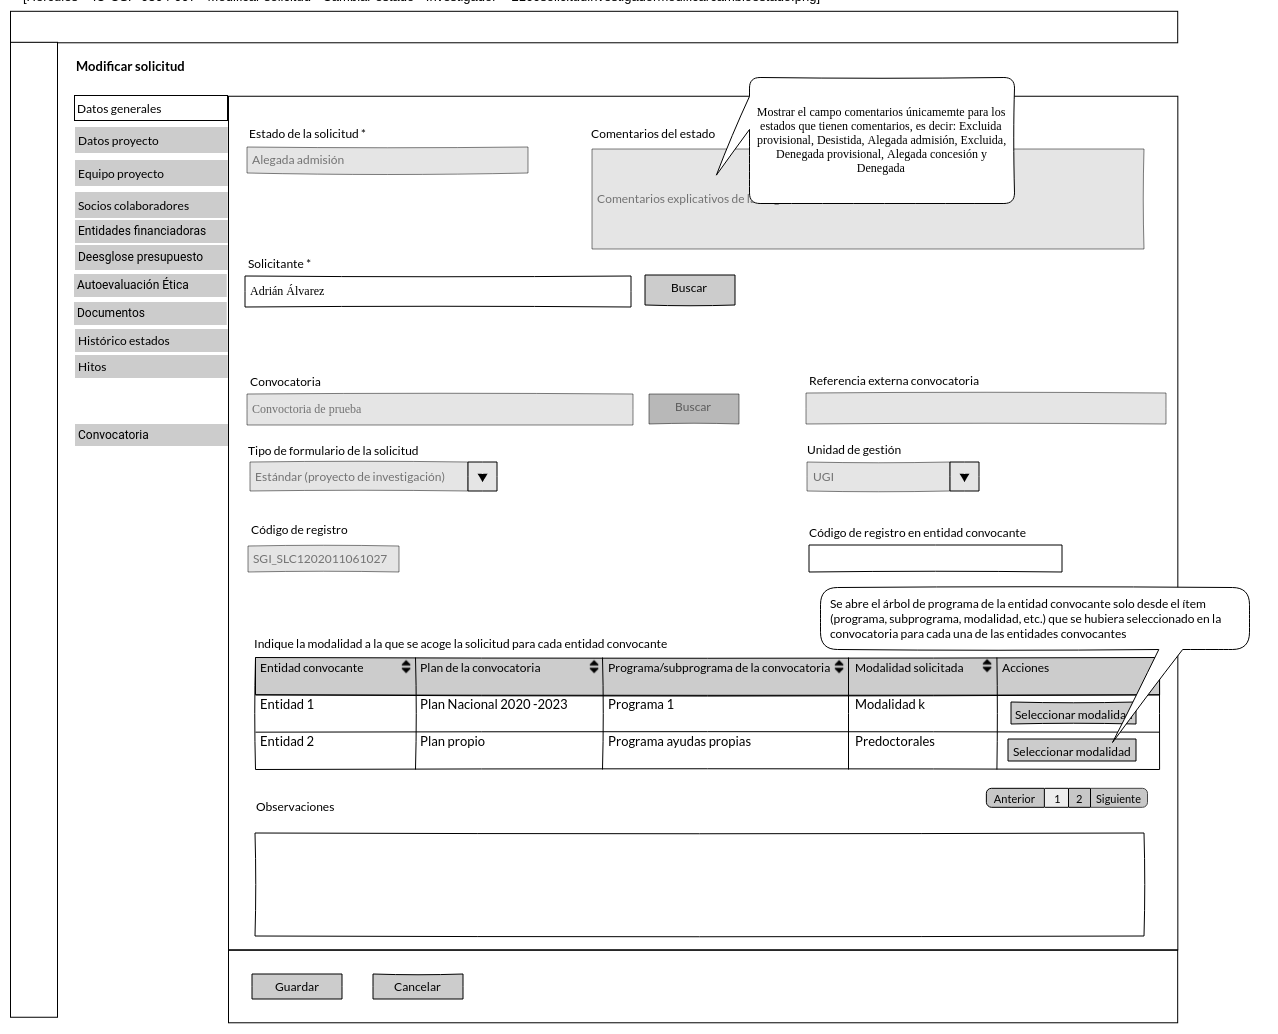 Modificar solicitud
Datos generales
Datos proyecto
Equipo proyecto
Socios colaboradores
Entidades financiadoras
Deesglose presupuesto
Autoevaluación Ética
Documentos
Histórico estados
Hitos
Convocatoria
Estado de la solicitud *
Alegada admisión
Comentarios del estado
Comentarios explicativos de
Mostrar el campo comentarios únicamemte para los
estados que tienen comentarios, es decir: Excluida
provisional, Desistida, Alegada admisión, Excluida,
Denegada provisional, Alegada concesión y
Denegada
Solicitante *
Adrián Álvarez
Buscar
Convocatoria
Convoctoria de prueba
Buscar
Referencia externa convocatoria
Tipo de formulario de la solicitud
Estándar (proyecto de investigación)
Unidad de gestión
UGI
Código de registro
SGI_SLC1202011061027
Código de registro en entidad convocante
Se abre el árbol de programa de la entidad convocante solo desde el ítem
(programa, subprograma, modalidad, etc.) que se hubiera seleccionado en la
convocatoria para cada una de las entidades convocantes
Indique la modalidad a la que se acoge la solicitud para cada entidad convocante
Entidad convocante Plan de la convocatoria Programa/subprograma de la convocatoria Modalidad solicitada Acciones
Entidad 1 Plan Nacional 2020 -2023 Programa 1 Modalidad k Seleccionar
Entidad 2 Plan propio Programa ayudas propias Predoctorales Seleccionar modalidad
Anterior 1 2 Siguiente
Observaciones
Guardar Cancelar